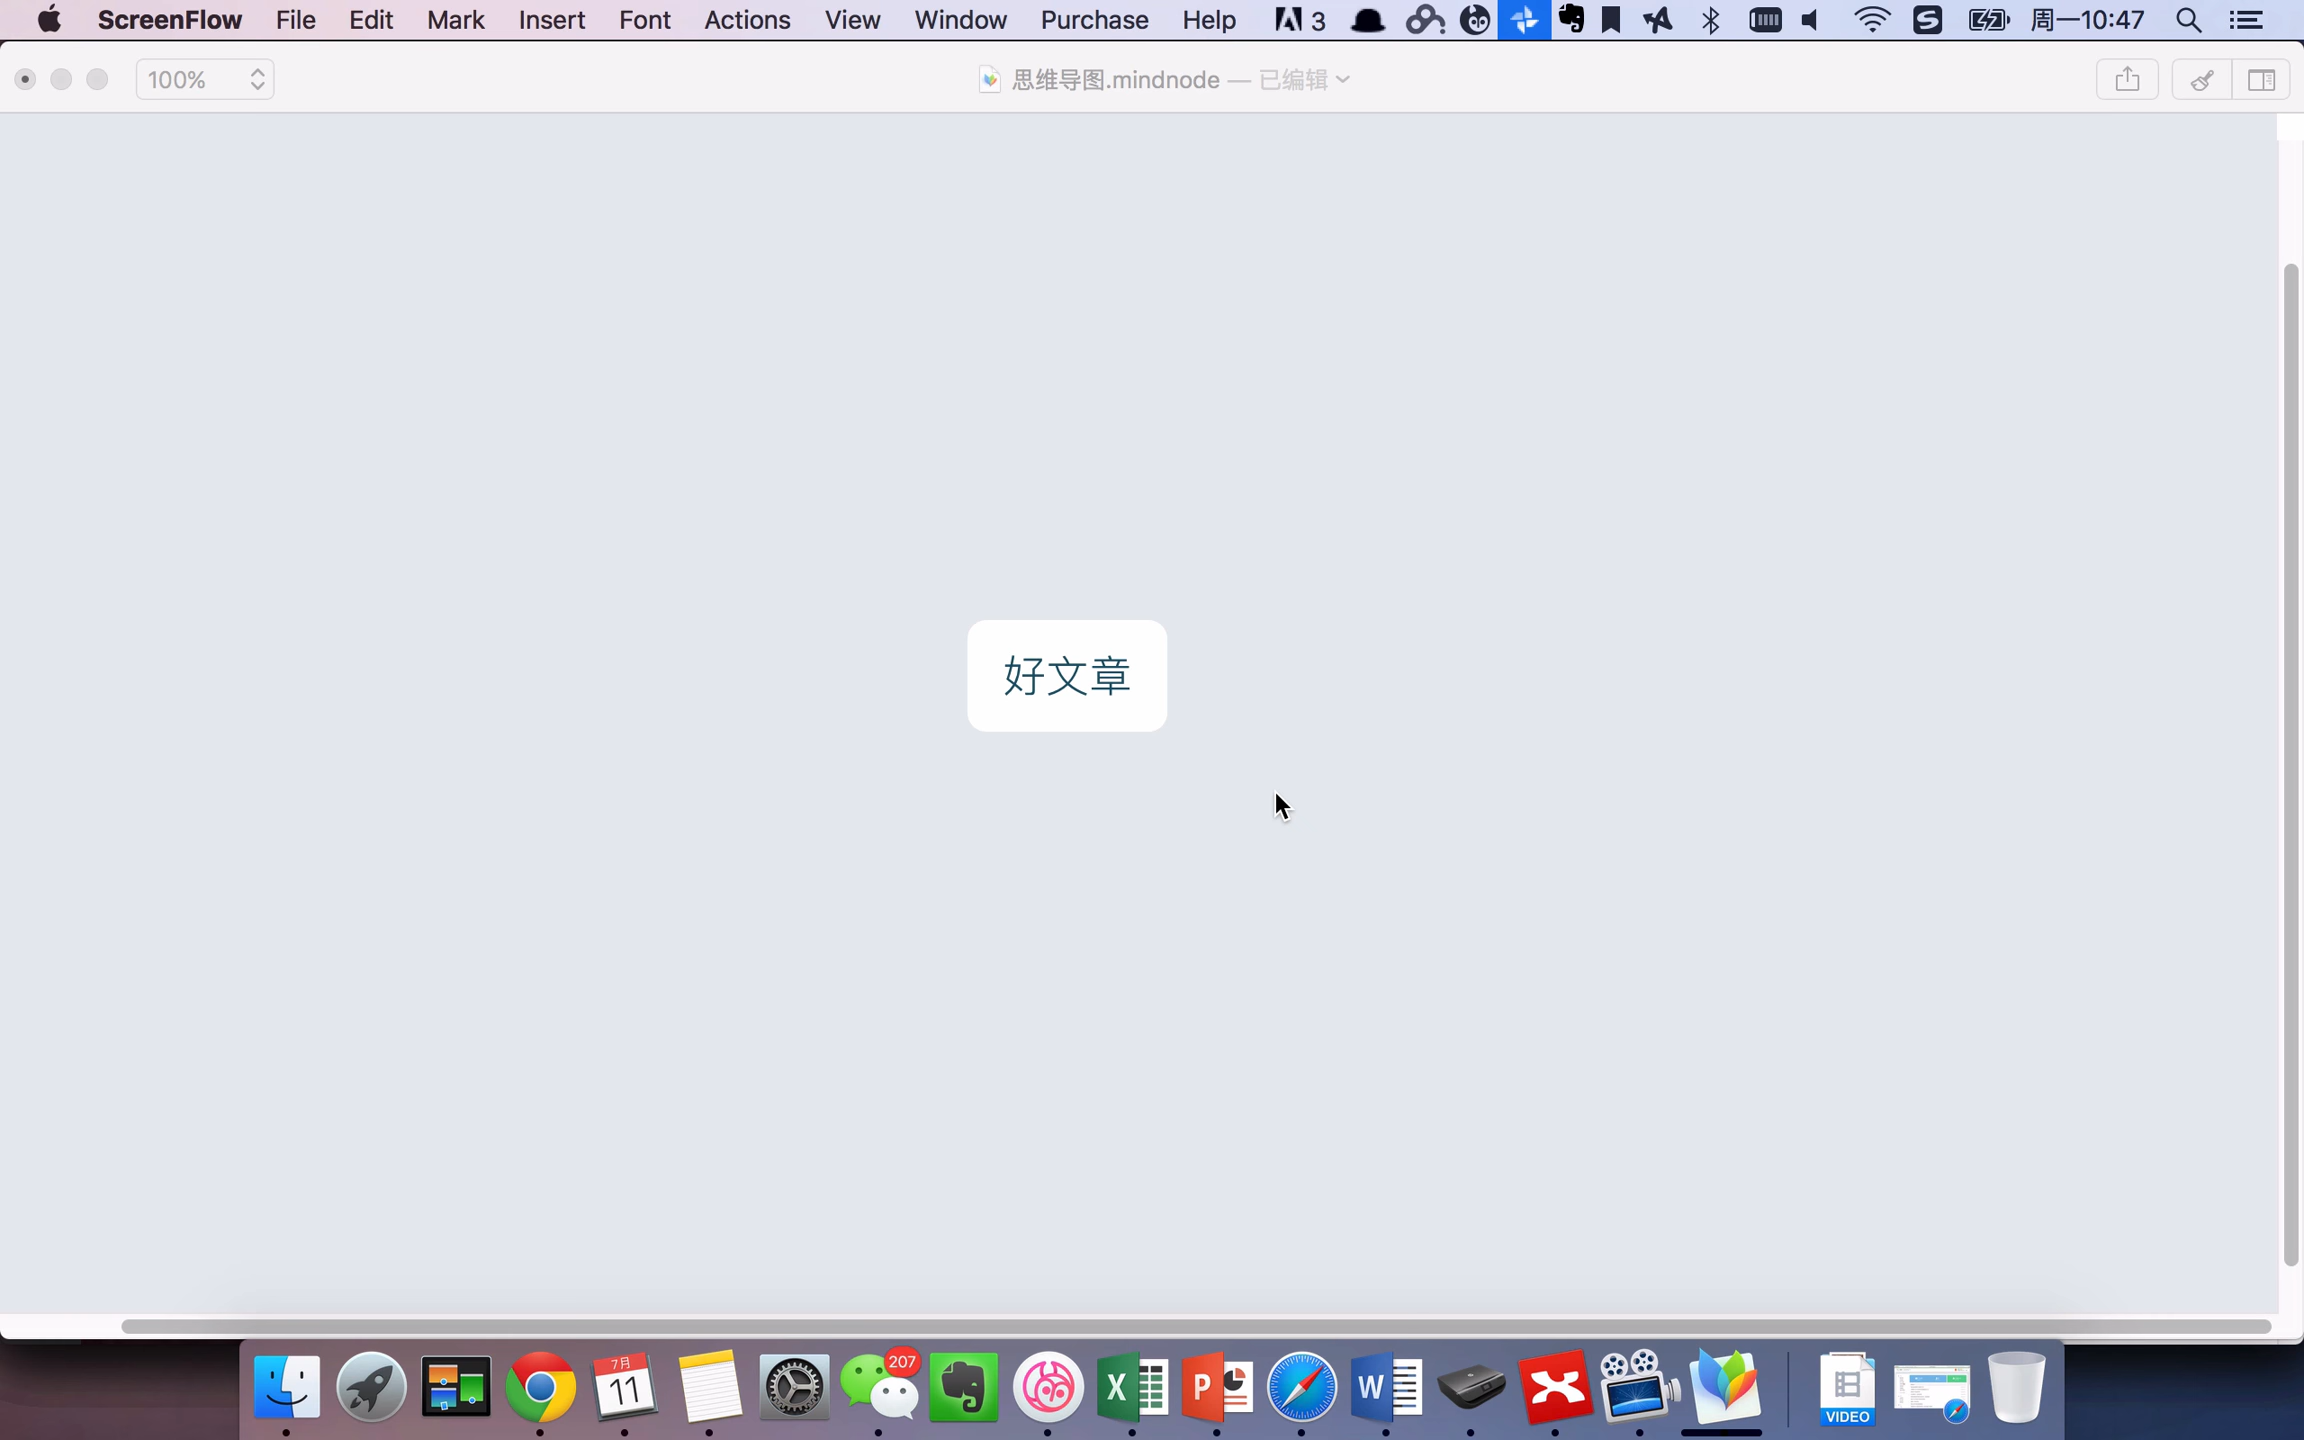 ScreenFlow File Edit Mark Insert Font Actions View Window Purchase Help 3 周一10:47
100% 思维导图.mindnode — 已编辑
好文章
207
7月
11
X P W
VIDEO